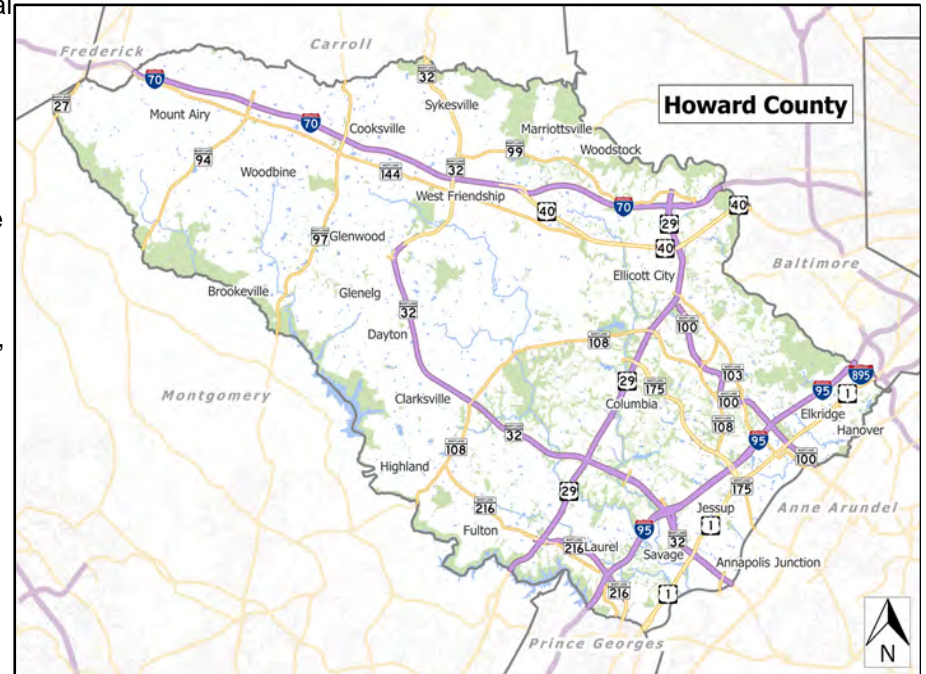 al
Carroll
Frederick
32
70
27
Sykesville
Howard County
Mount Airy
70
Cooksville
Marriottsville
99
Woodstock
94
144
32
Woodbine
West Friendship
40
70
40
29
e
97
Glenwood
40
Baltimore
Ellicott City
Brookeville
Glenelg
32
100
,
Dayton
108
103
95
895
Montgomery
29
175
100
1
Clarksville
Columbia
Elkridge
108
Hanover
32
95
108
100
Highland
175
29
216
Jessup
Anne Arundel
Fulton
95
1
216
Laurel
32
Savage
Annapolis Junction
216
1
Prince Georges
N